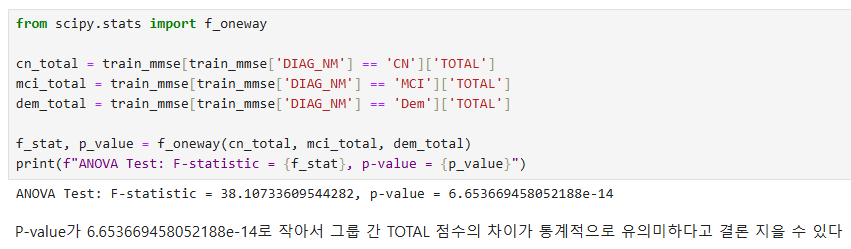 from scipy.stats import f_oneway
cn_total = train_mmse[train_mmse['DIAG_NM'] == 'CN']['TOTAL']
mci_total = train_mmse[train_mmse['DIAG_NM'] == 'MCI']['TOTAL']
dem_total = train_mmse[train_mmse['DIAG_NM'] == 'Dem']['TOTAL']
f_stat, p_value = f_oneway(cn_total, mci_total, dem_total)
print(f"ANOVA Test: F-statistic = {f_stat}, p-value = {p_value}")
ANOVA Test: F-statistic = 38.10733609544282, p-value = 6.653669458052188e-14
P-value가 6.653669458052188e-14로 작아서 그룹 간 TOTAL 점수의 차이가 통계적으로 유의미하다고 결론 지을 수 있다